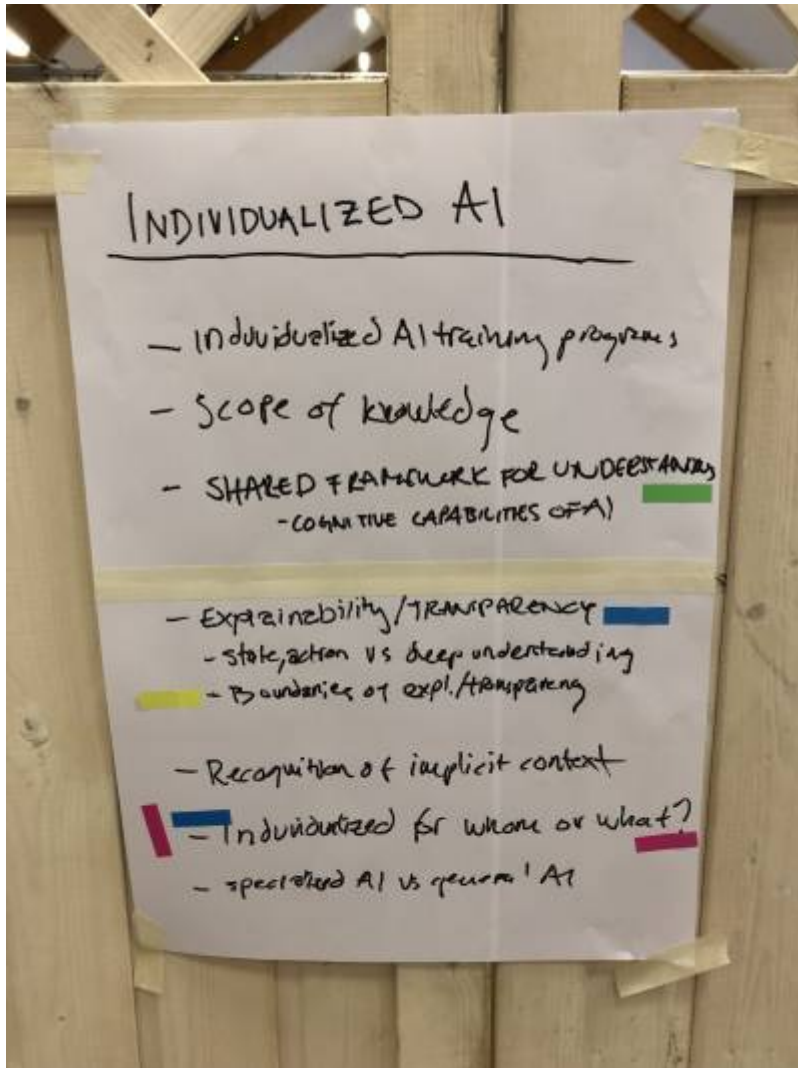 INDIVIDUALIZED AI
- Individualized AI training programs
- Scope of knowledge
- SHARED FRAMEWORK FOR UNDERSTANDING
- COGNITIVE CAPABILITIES OF AI
- Explainability/TRANSPARENCY
- State, action vs deep understanding
- Boundaries of expl./transparency
- Recognition of implicit context
- Individualized for whom or what?
- specialized AI vs general AI